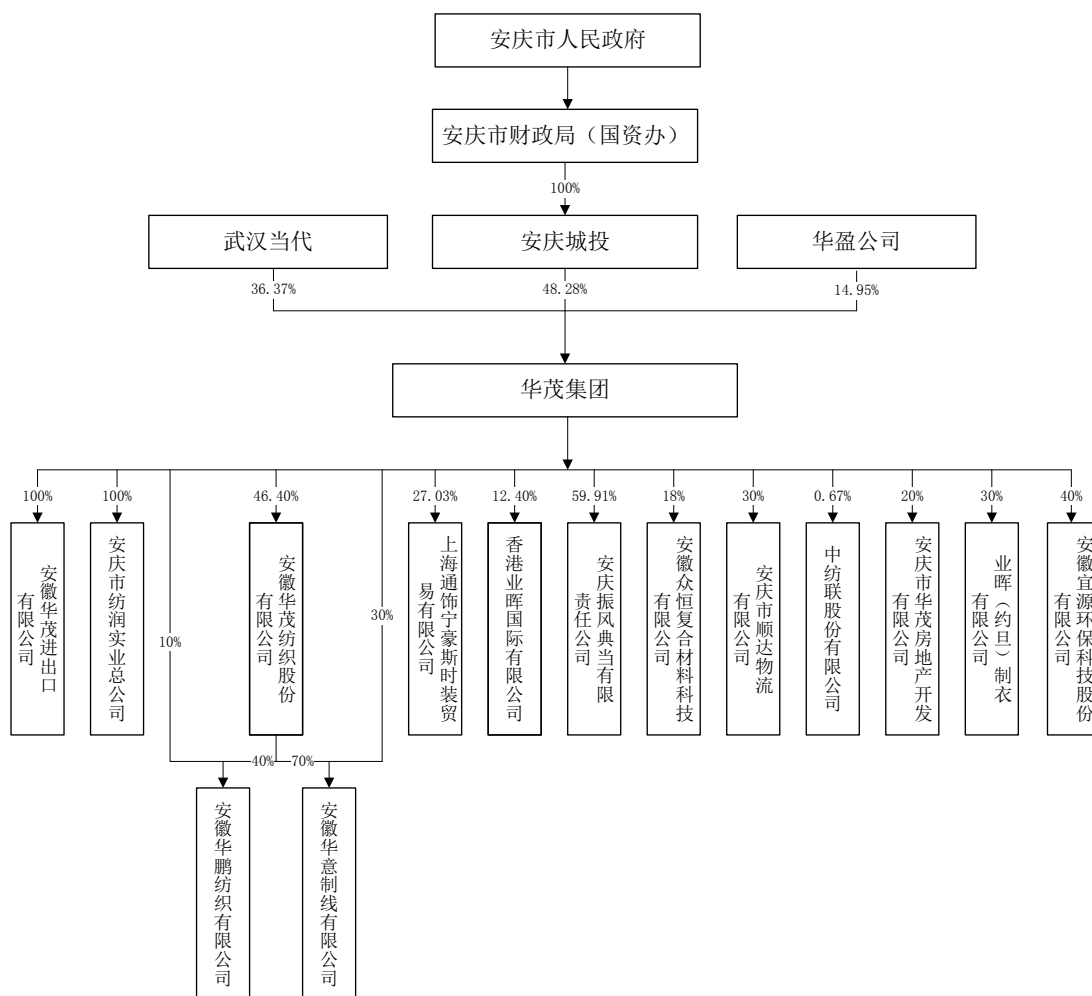 安庆市人民政府
安庆市财政局（国资办）
100%
武汉当代
安庆城投
华盈公司
36.37%
48.28%
14.95%
华茂集团
100%
100%
46.40%
27.03%
12.40%
59.91%
18%
30%
0.67%
20%
30%
40%
安徽华茂进出口
有限公司
安庆市纺润实业总公司
10%
安徽华茂纺织股份
有限公司
30%
上海通饰宁豪斯时装贸
易有限公司
香港业晖国际有限公司
安庆振风典当有限
责任公司
安徽众恒复合材料科技
有限公司
安庆市顺达物流
有限公司
中纺联股份有限公司
安庆市华茂房地产开发
有限公司
业晖（约旦）制衣
有限公司
安徽宜源环保科技股份
有限公司
40%
70%
安徽华鹏纺织有限公司
安徽华意制线有限公司